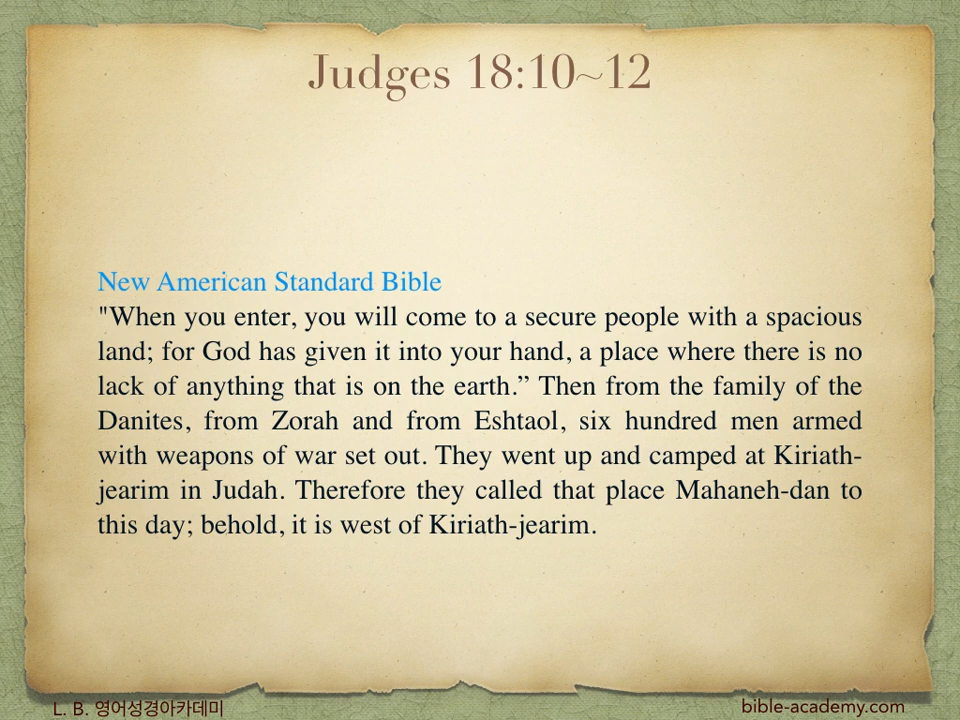 Judges 18:10~12
New American Standard Bible
"When you enter, you will come to a secure people with a spacious
land; for God has given it into your hand, a place where there is no
lack of anything that is on the earth.” Then from the family of the
Danites, from Zorah and from Eshtaol, six hundred men armed
with weapons of war set out. They went up and camped at Kiriath-
jearim in Judah. Therefore they called that place Mahaneh-dan to
this day; behold, it is west of Kiriath-jearim.
L. B. 영어성경아카데미
bible-academy.com